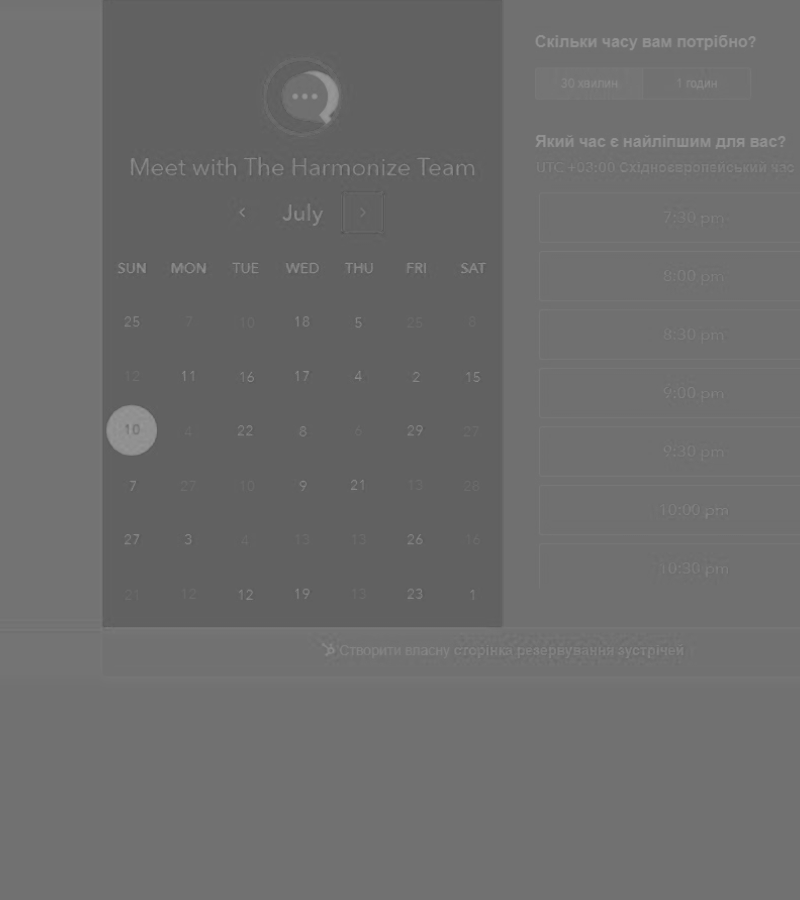 Meet with The Harmonize Team
July
SUN MON TUE WED THU FRI SAT
25 7 10 18 5 25 8
12 11 16 17 4 2 15
10 4 22 8 6 29 27
7 27 10 9 21 13 28
27 3 4 13 13 26 16
21 12 12 19 13 23 1
Скільки часу вам потрібно?
30 хвилин 1 годин
Який час є найліпшим для вас?
UTC +03:00 Східноєвропейський час
7:30 pm
8:00 pm
8:30 pm
9:00 pm
9:30 pm
10:00 pm
10:30 pm
Створити власну сторінка резервування зустрічей